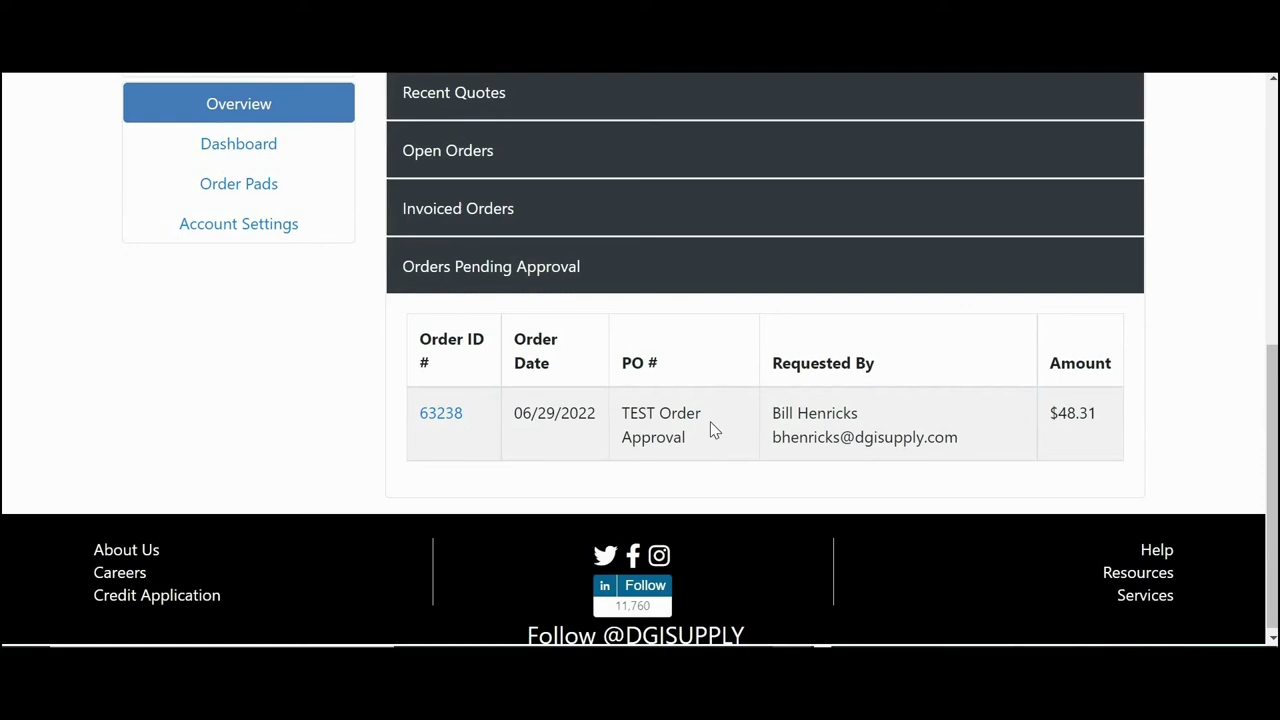 Overview
Dashboard
Order Pads
Account Settings
Recent Quotes
Open Orders
Invoiced Orders
Orders Pending Approval
Order ID
#
Order
Date
PO #
Requested By
Amount
63238
06/29/2022
TEST Order
Approval
Bill Henricks
bhenricks@dgisupply.com
$48.31
About Us
Careers
Credit Application
in Follow
11,760
Follow @DGISUPPLY
Help
Resources
Services